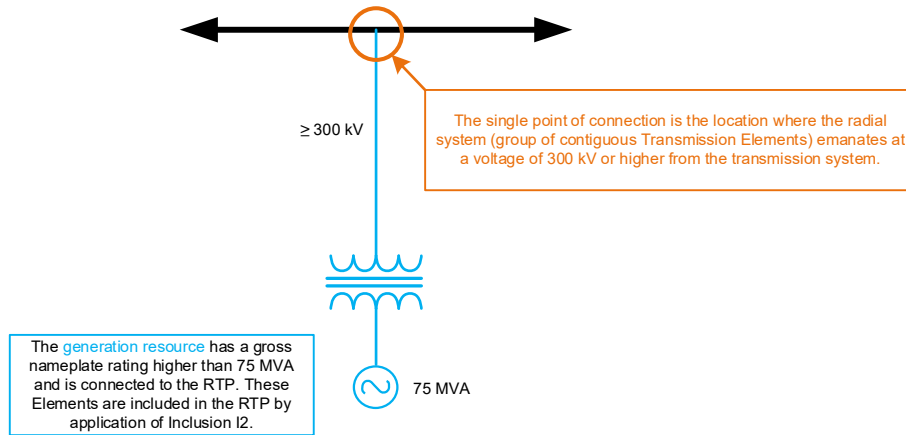 ≥ 300 kV
The single point of connection is the location where the radial
system (group of contiguous Transmission Elements) emanates at
a voltage of 300 kV or higher from the transmission system.
The generation resource has a gross
nameplate rating higher than 75 MVA
and is connected to the RTP. These
Elements are included in the RTP by
application of Inclusion I2.
75 MVA